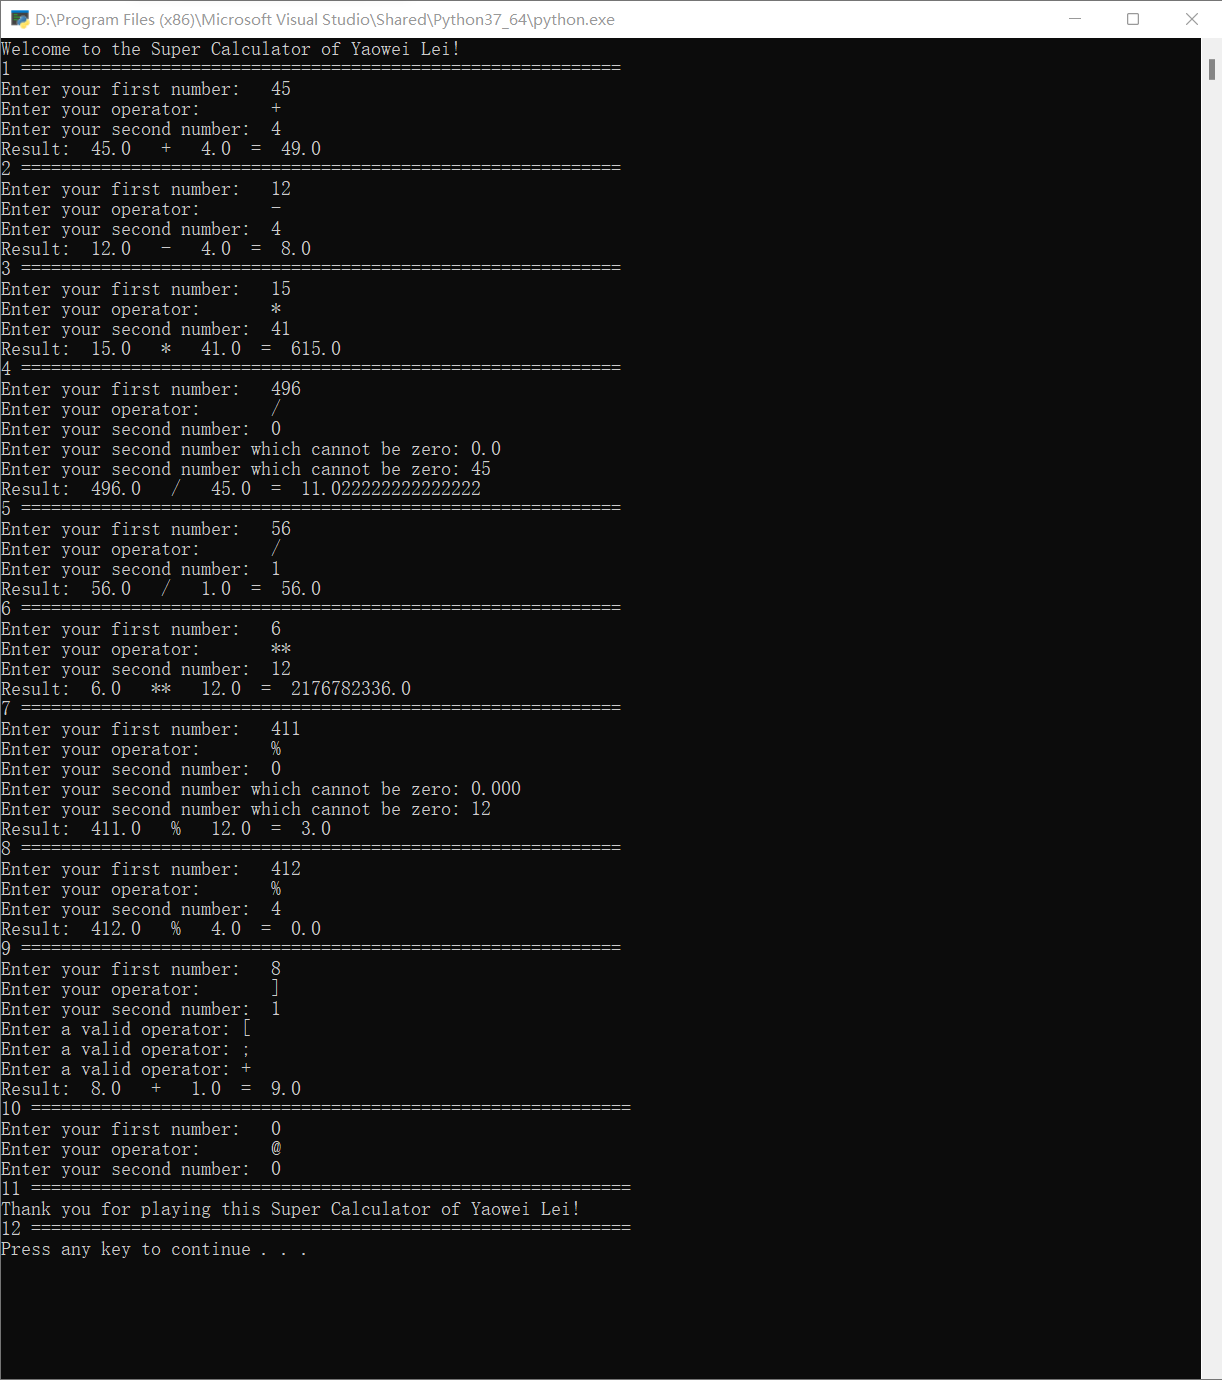 D:\Program Files (x86)\Microsoft Visual Studio\Shared\Python37_64\python.exe
Welcome to the Super Calculator of Yaowei Lei!
1 ============================================================
Enter your first number:   45
Enter your operator:       +
Enter your second number:  4
Result:  45.0   +   4.0  =  49.0
2 ============================================================
Enter your first number:   12
Enter your operator:       -
Enter your second number:  4
Result:  12.0   -   4.0  =  8.0
3 ============================================================
Enter your first number:   15
Enter your operator:       *
Enter your second number:  41
Result:  15.0   *   41.0  =  615.0
4 ============================================================
Enter your first number:   496
Enter your operator:       /
Enter your second number:  0
Enter your second number which cannot be zero: 0.0
Enter your second number which cannot be zero: 45
Result:  496.0   /   45.0  =  11.022222222222222
5 ============================================================
Enter your first number:   56
Enter your operator:       /
Enter your second number:  1
Result:  56.0   /   1.0  =  56.0
6 ============================================================
Enter your first number:   6
Enter your operator:       **
Enter your second number:  12
Result:  6.0   **   12.0  =  2176782336.0
7 ============================================================
Enter your first number:   411
Enter your operator:       %
Enter your second number:  0
Enter your second number which cannot be zero: 0.000
Enter your second number which cannot be zero: 12
Result:  411.0   %   12.0  =  3.0
8 ============================================================
Enter your first number:   412
Enter your operator:       %
Enter your second number:  4
Result:  412.0   %   4.0  =  0.0
9 ============================================================
Enter your first number:   8
Enter your operator:       ]
Enter your second number:  1
Enter a valid operator: [
Enter a valid operator: ;
Enter a valid operator: +
Result:  8.0   +   1.0  =  9.0
10 ============================================================
Enter your first number:   0
Enter your operator:       @
Enter your second number:  0
11 ============================================================
Thank you for playing this Super Calculator of Yaowei Lei!
12 ============================================================
Press any key to continue . . .